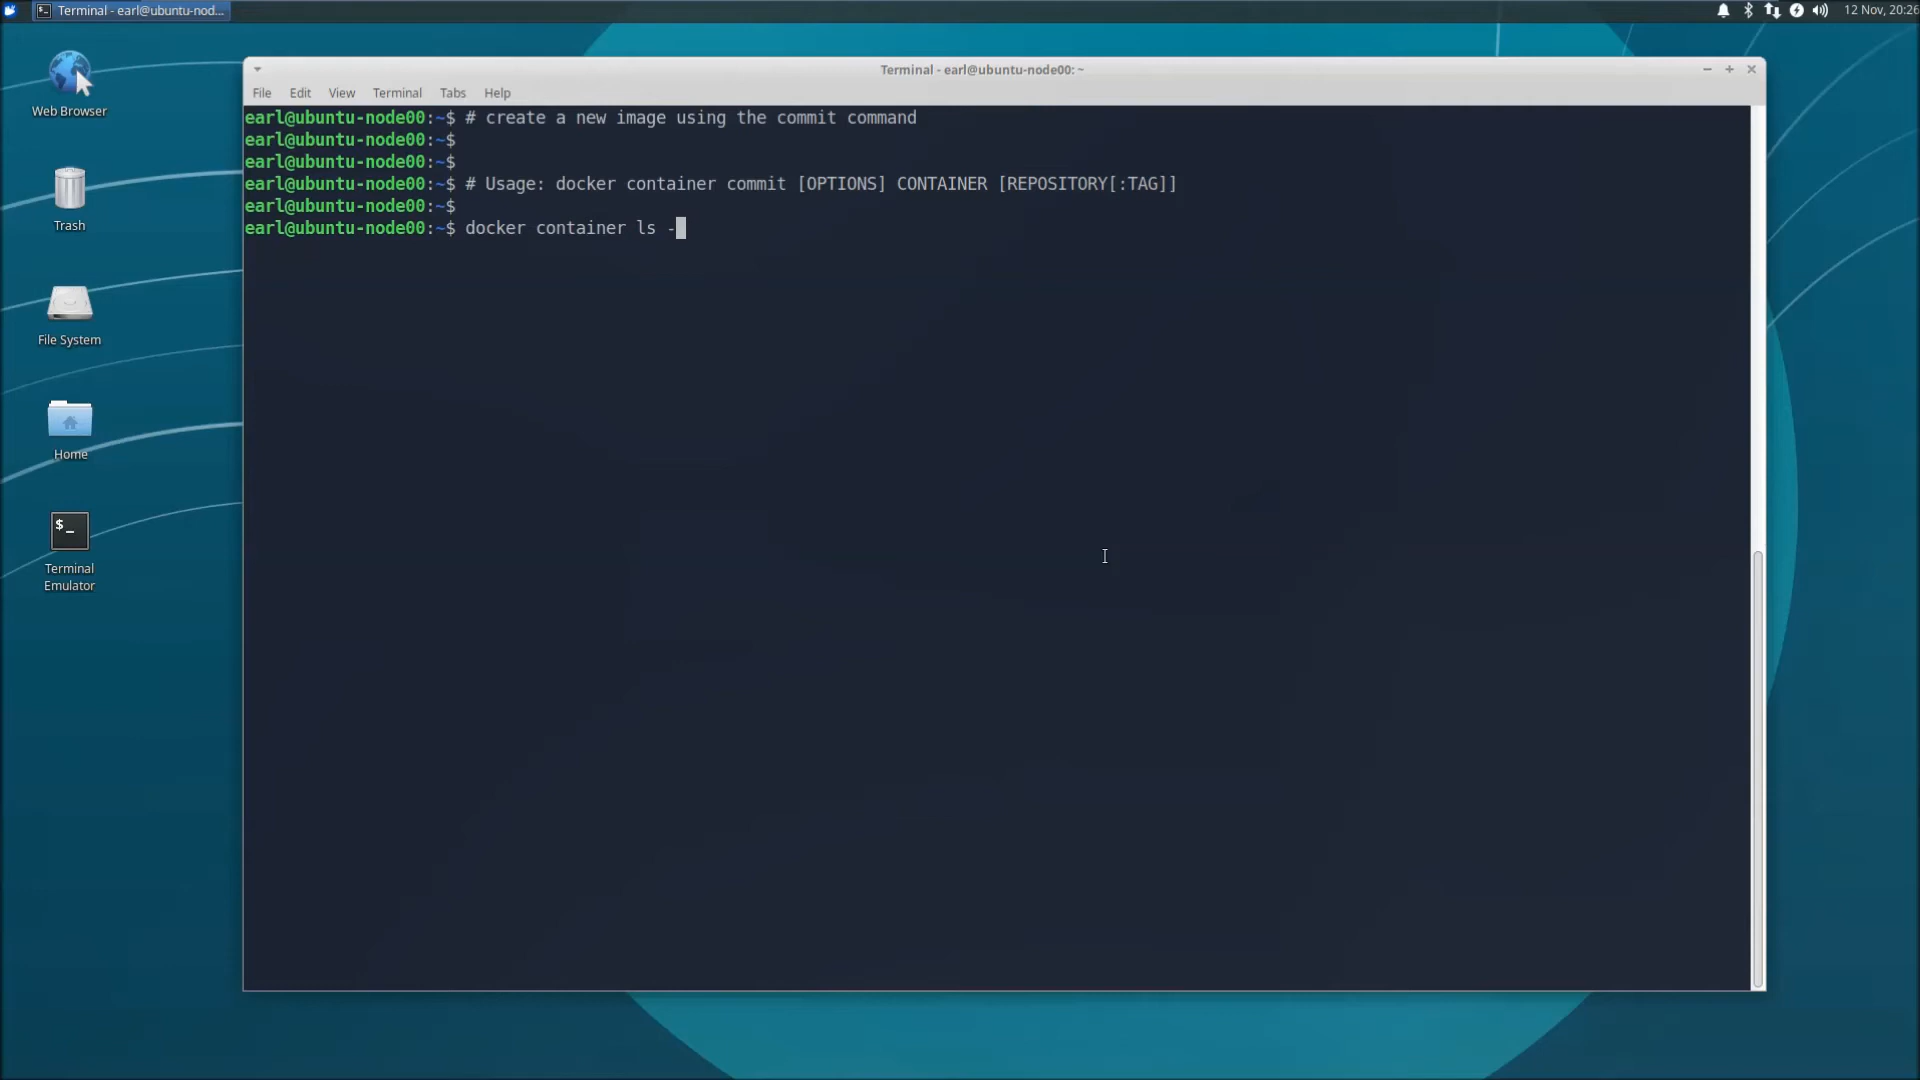 Terminal - earl@ubuntu-nod...
12 Nov, 20:26
Web Browser
Trash
File System
Home
$_
Terminal
Emulator
Terminal - earl@ubuntu-node00: ~
File Edit View Terminal Tabs Help
earl@ubuntu-node00:~$ # create a new image using the commit command
earl@ubuntu-node00:~$
earl@ubuntu-node00:~$
earl@ubuntu-node00:~$ # Usage: docker container commit [OPTIONS] CONTAINER [REPOSITORY[:TAG]]
earl@ubuntu-node00:~$
earl@ubuntu-node00:~$ docker container ls -